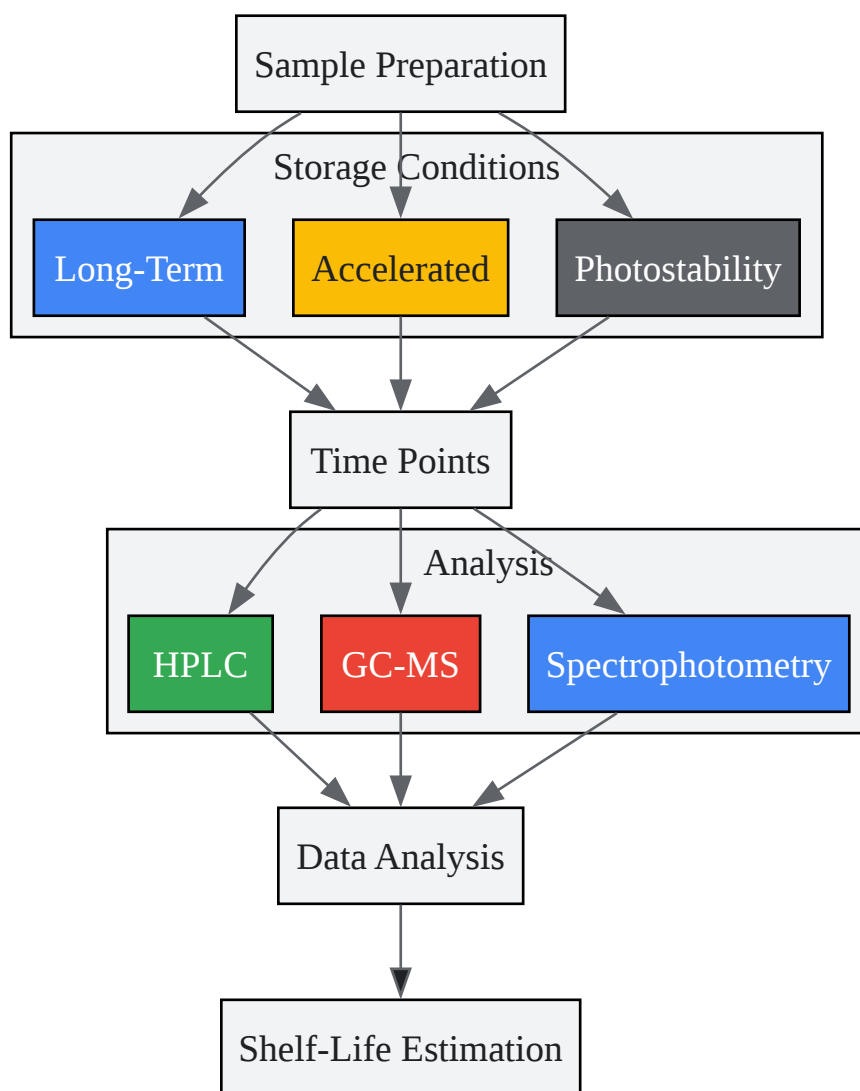 Sample Preparation
Storage Conditions
Long-Term
Accelerated
Photostability
Time Points
Analysis
HPLC
GC-MS
Spectrophotometry
Data Analysis
Shelf-Life Estimation